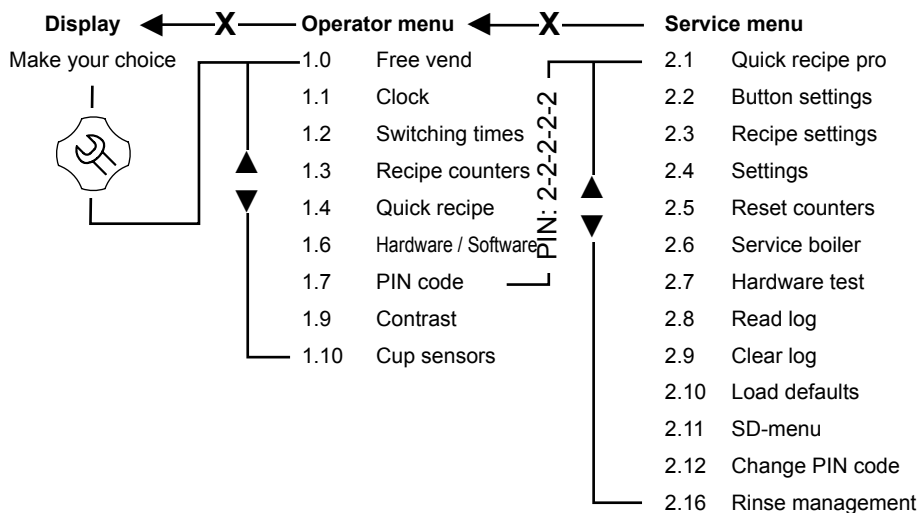 Display X Operator menu X Service menu
Make your choice 1.0 Free vend 2.1 Quick recipe pro
1.1 Clock 2.2 Button settings
1.2 Switching times 2.3 Recipe settings
1.3 Recipe counters 2.4 Settings
1.4 Quick recipe 2.5 Reset counters
1.6 Hardware / Software 2.6 Service boiler
1.7 PIN code 2.7 Hardware test
1.9 Contrast 2.8 Read log
1.10 Cup sensors 2.9 Clear log
2.10 Load defaults
2.11 SD-menu
2.12 Change PIN code
2.16 Rinse management
PIN: 2-2-2-2-2